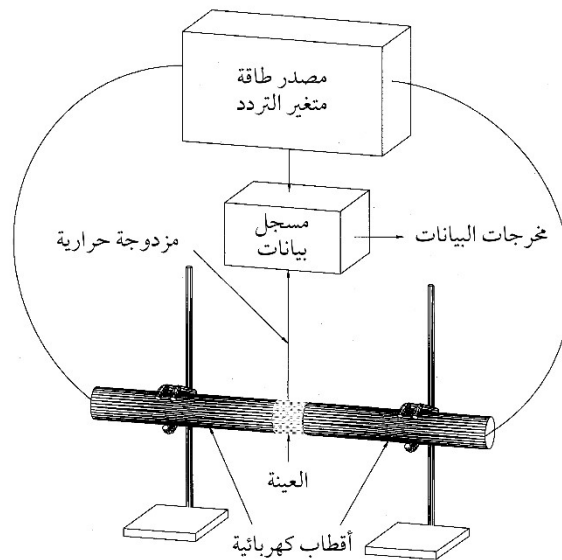 مصدر طاقة
متغير التردد
مسجل
بيانات
مخرجات البيانات
مزدوجة حرارية
العينة
أقطاب كهربائية